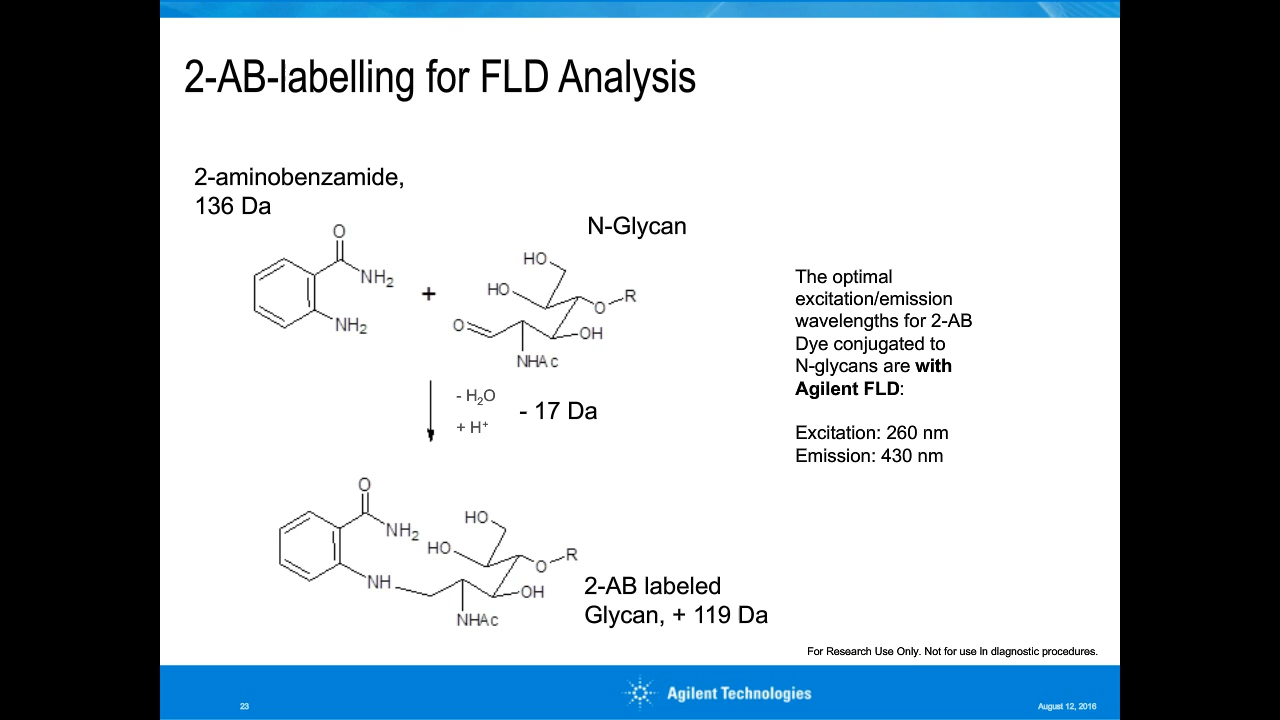 2-AB-labelling for FLD Analysis
2-aminobenzamide,
136 Da
O
NH₂
NH₂
+
N-Glycan
HO
HO
O
R
O
OH
NHAc
- H₂O
+ H⁺
- 17 Da
The optimal
excitation/emission
wavelengths for 2-AB
Dye conjugated to
N-glycans are with
Agilent FLD:
Excitation: 260 nm
Emission: 430 nm
O
NH₂
NH
HO
HO
O
R
OH
NHAc
2-AB labeled
Glycan, + 119 Da
For Research Use Only. Not for use in diagnostic procedures.
23
Agilent Technologies
August 12, 2016